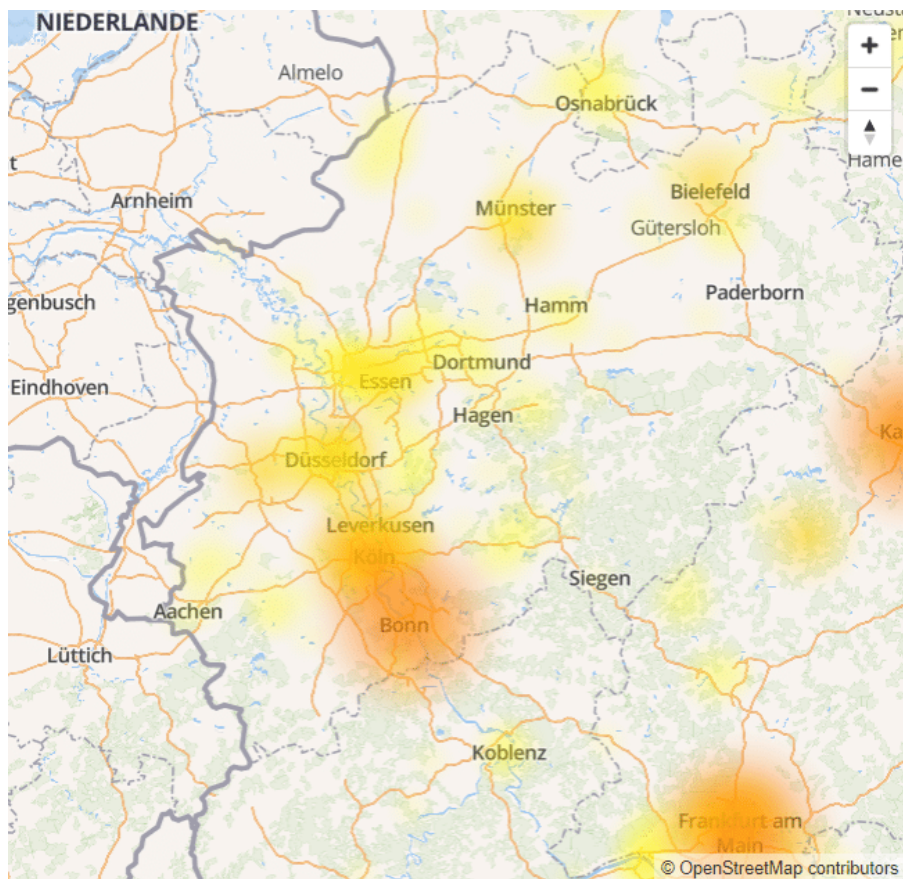 NIEDERLANDE
Almelo
Osnabrück
Arnheim
Bielefeld
Münster
Gütersloh
Paderborn
Hamm
Dortmund
Eindhoven
Essen
Hagen
Düsseldorf
Leverkusen
Köln
Siegen
Aachen
Bonn
Lüttich
Koblenz
Frankfurt am
Main
© OpenStreetMap contributors